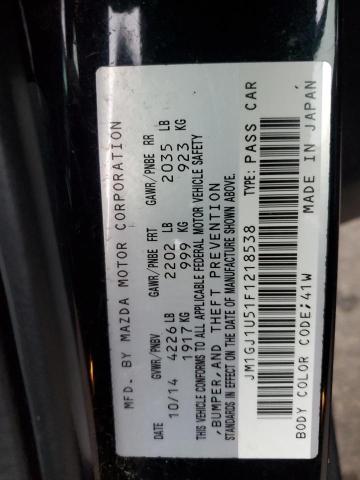 MFD. BY MAZDA MOTOR CORPORATION
DATE GVWR/PNBV GAWR/PNBE FRT GAWR/PNBE RR
10/14 4226 LB 2202 LB 2035 LB
1917 KG 999 KG 923 KG
THIS VEHICLE CONFORMS TO ALL APPLICABLE FEDERAL MOTOR VEHICLE SAFETY
,BUMPER,AND THEFT PREVENTION
STANDARDS IN EFFECT ON THE DATE OF MANUFACTURE SHOWN ABOVE.
JM1GJ1U51F1218538 TYPE: PASS CAR
BODY COLOR CODE;41W MADE IN JAPAN